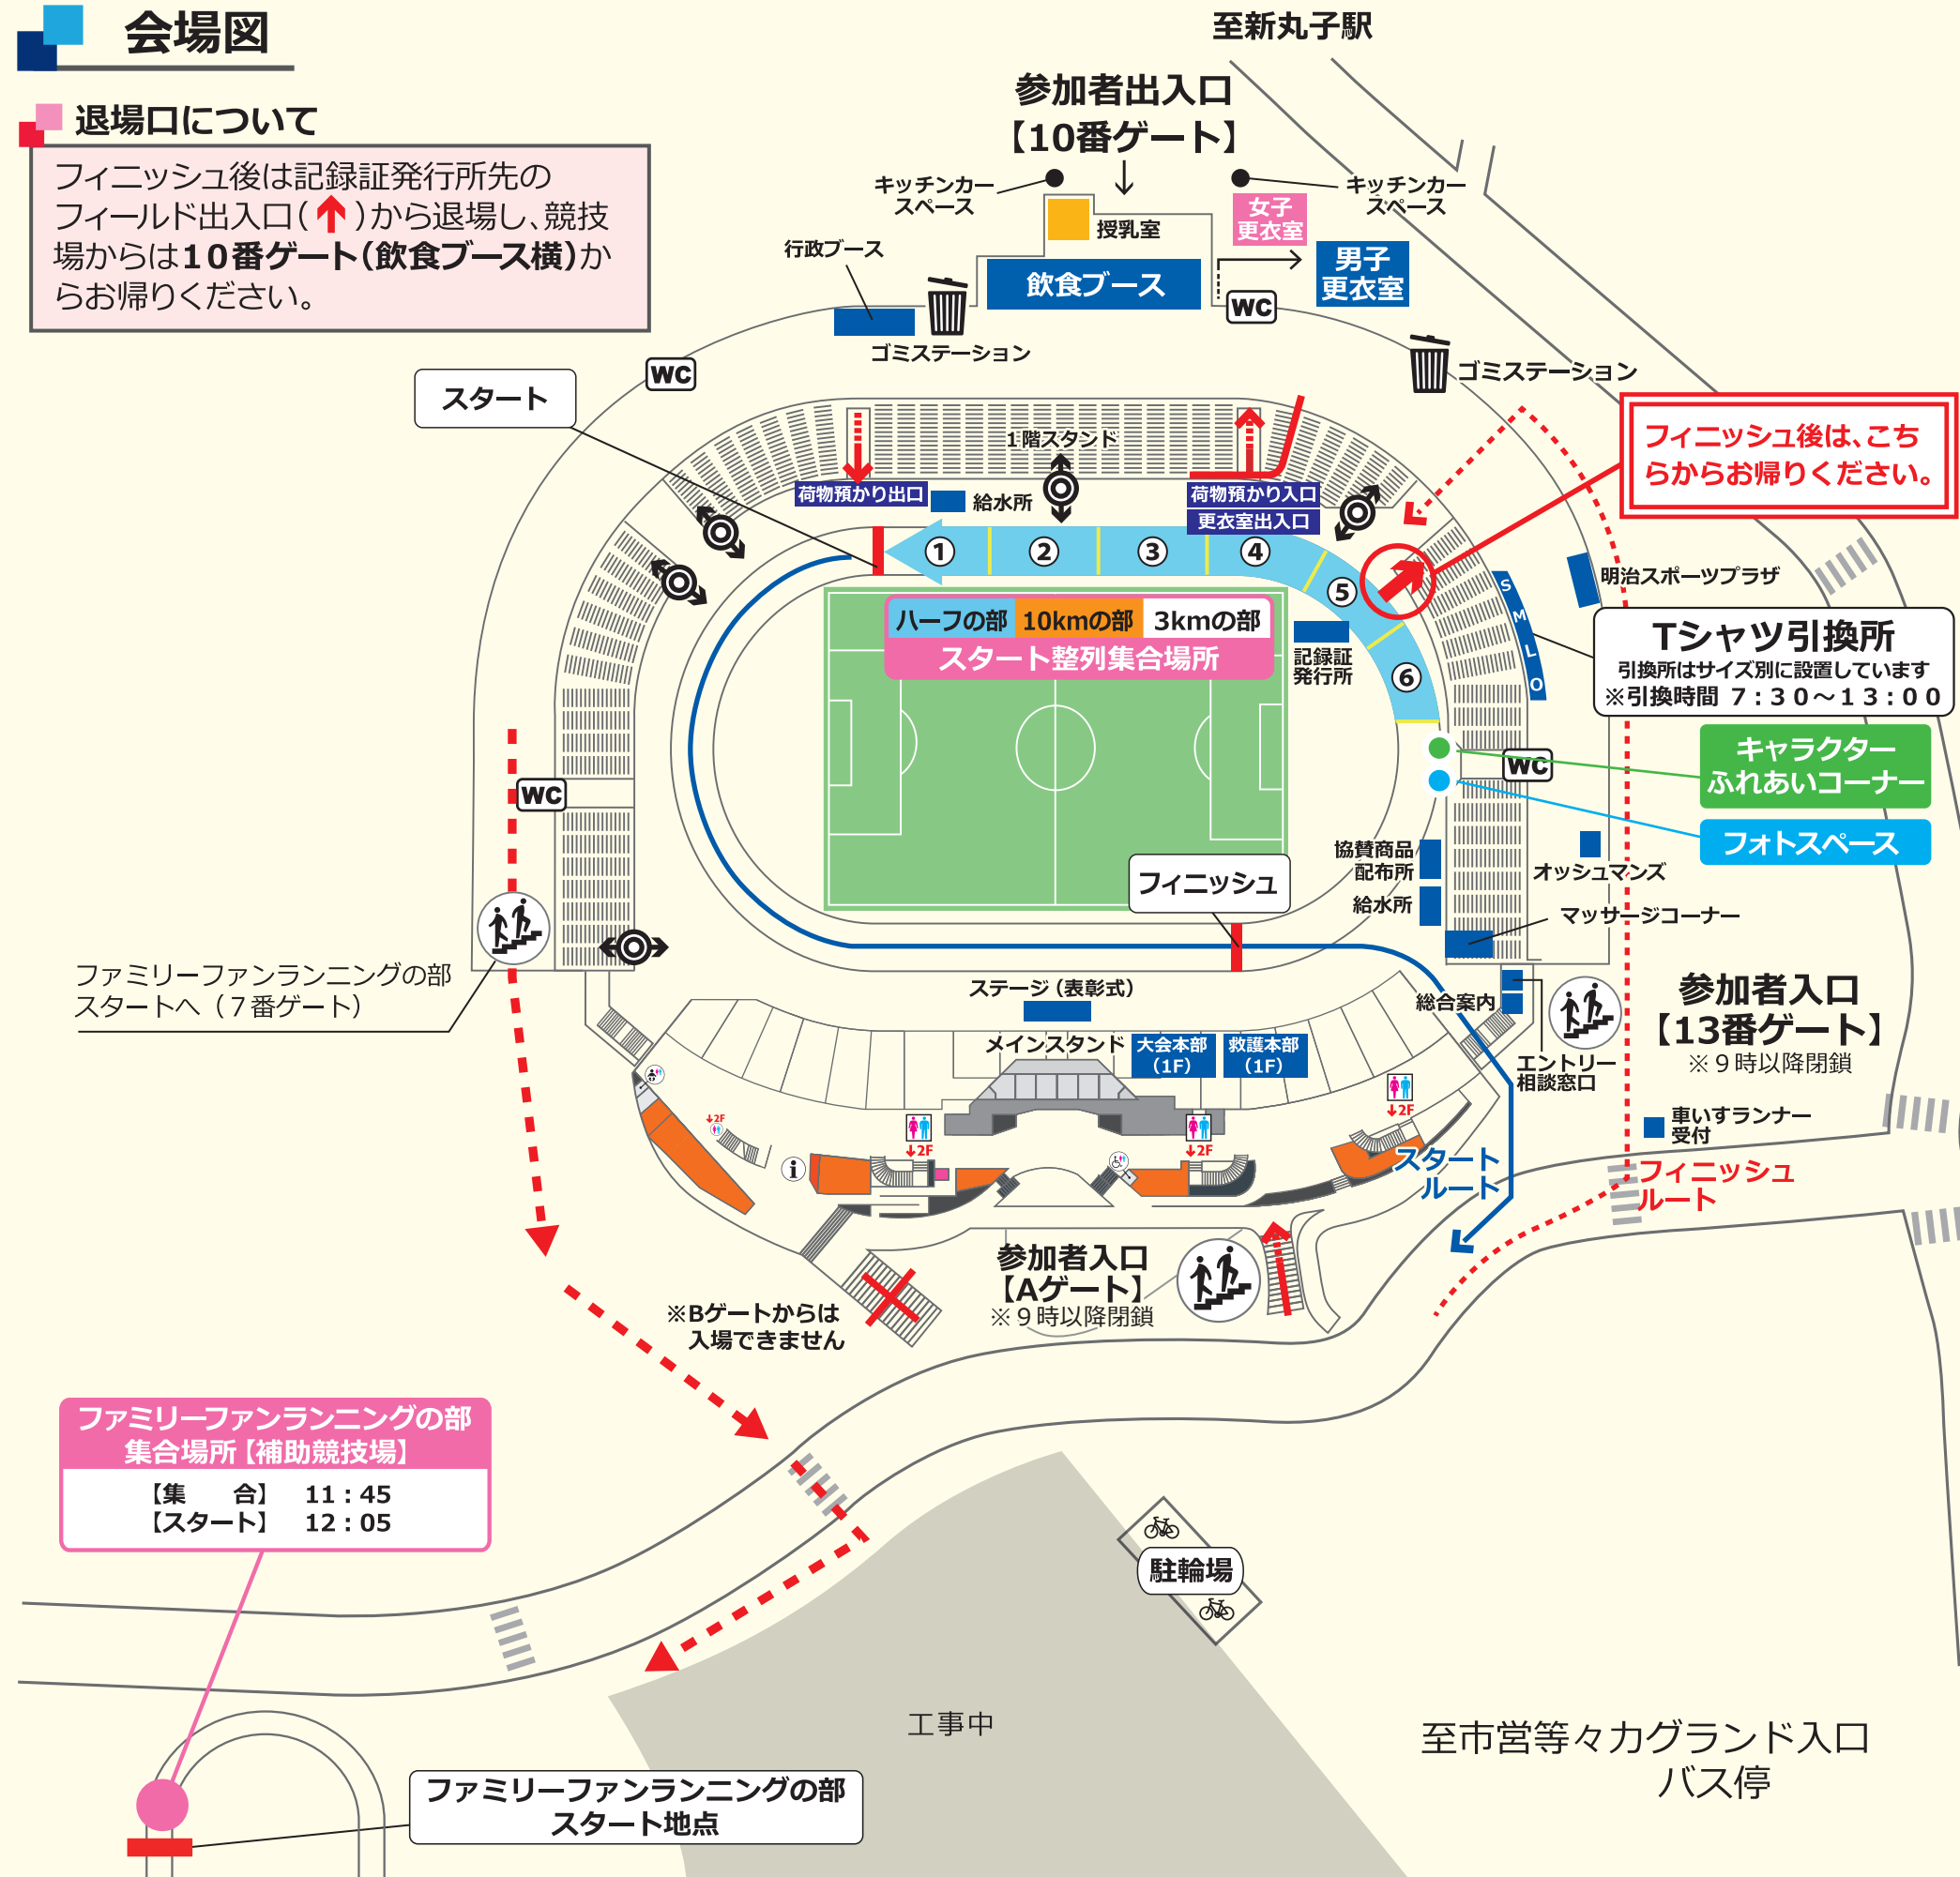 会場図
退場口について
フィニッシュ後は記録証発行所先の
フィールド出入口(↑)から退場し、競技
場からは10番ゲート(飲食ブース横)か
らお帰りください。
至新丸子駅
参加者出入口
【10番ゲート】
キッチンカー
スペース
キッチンカー
スペース
女子
更衣室
授乳室
男子
更衣室
行政ブース
飲食ブース
WC
ゴミステーション
WC
ゴミステーション
スタート
フィニッシュ後は、こち
らからお帰りください。
1階スタンド
荷物預かり出口
給水所
荷物預かり入口
更衣室出入口
① ② ③ ④ ⑤ ⑥
ハーフの部 10kmの部 3kmの部
スタート整列集合場所
記録証
発行所
明治スポーツプラザ
S
M
L
O
Tシャツ引換所
引換所はサイズ別に設置しています
※引換時間 7:30〜13:00
キャラクター
ふれあいコーナー
フォトスペース
WC
WC
協賛商品
配布所
給水所
オッシュマンズ
マッサージコーナー
フィニッシュ
ファミリーファンランニングの部
スタートへ（７番ゲート）
ステージ（表彰式）
総合案内
エントリー
相談窓口
参加者入口
【13番ゲート】
※９時以降閉鎖
メインスタンド
大会本部
（1F）
救護本部
（1F）
車いすランナー
受付
↓2F
↓2F
↓2F
↓2F
i
スタート
ルート
フィニッシュ
ルート
参加者入口
【Aゲート】
※９時以降閉鎖
※Bゲートからは
入場できません
ファミリーファンランニングの部
集合場所【補助競技場】
【集　　合】　11：45
【スタート】　12：05
駐輪場
工事中
至市営等々力グランド入口
バス停
ファミリーファンランニングの部
スタート地点